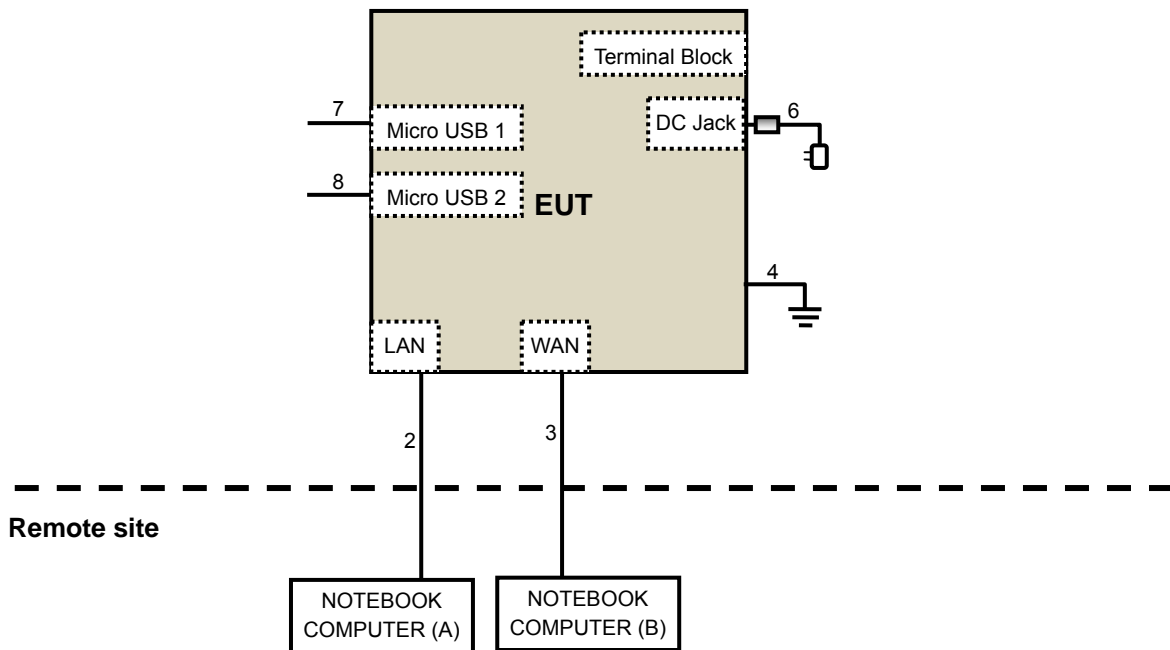 Terminal Block
7
Micro USB 1
DC Jack
6
8
Micro USB 2
EUT
4
LAN
WAN
2
3
Remote site
NOTEBOOK
COMPUTER (A)
NOTEBOOK
COMPUTER (B)